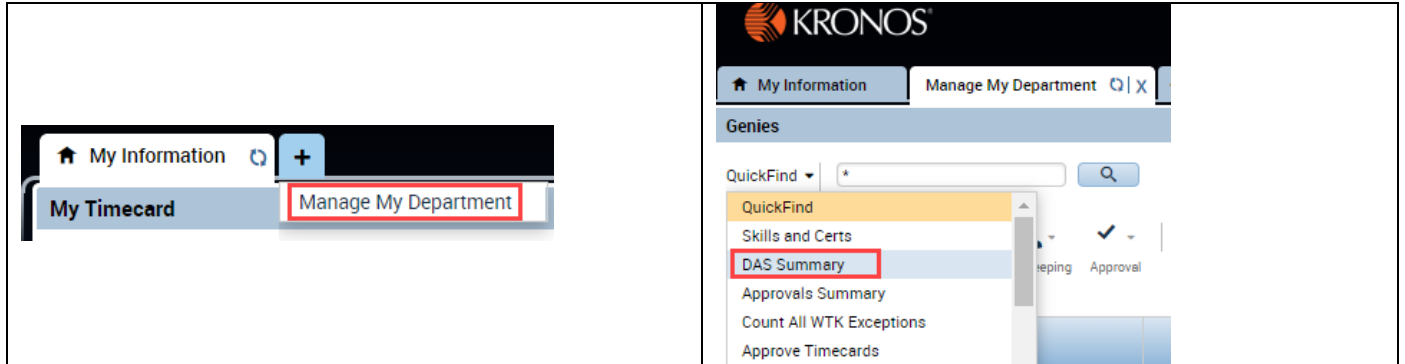 My Information +
My Timecard
Manage My Department
KRONOS®
My Information Manage My Department X
Genies
QuickFind *
QuickFind
Skills and Certs
DAS Summary
Approval
Approvals Summary
Count All WTK Exceptions
Approve Timecards